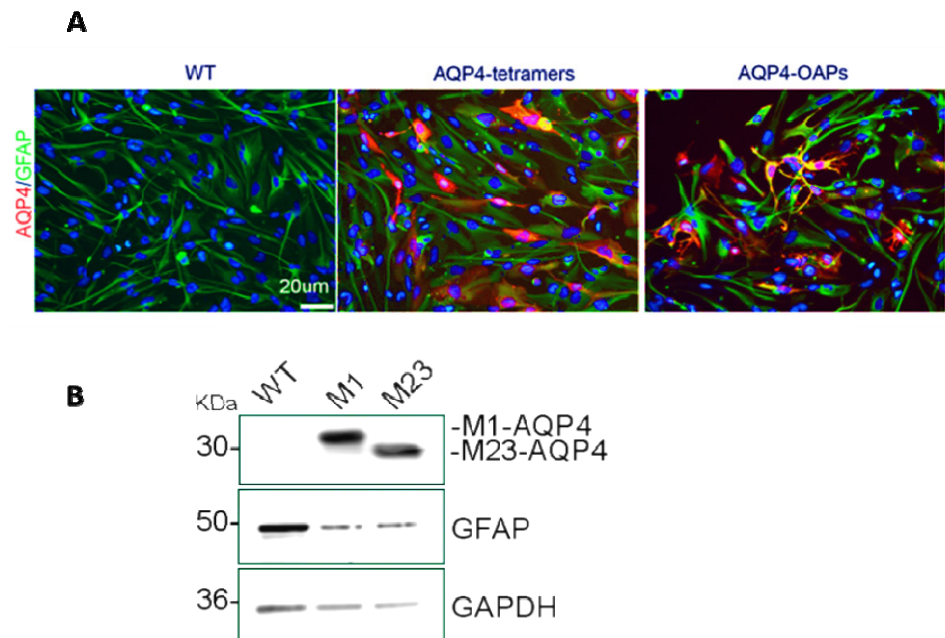 A
WT AQP4-tetramers AQP4-OAPs
AQP4/GFAP
20um
B
KDa WT M1 M23
-M1-AQP4
30- -M23-AQP4
50- GFAP
36- GAPDH